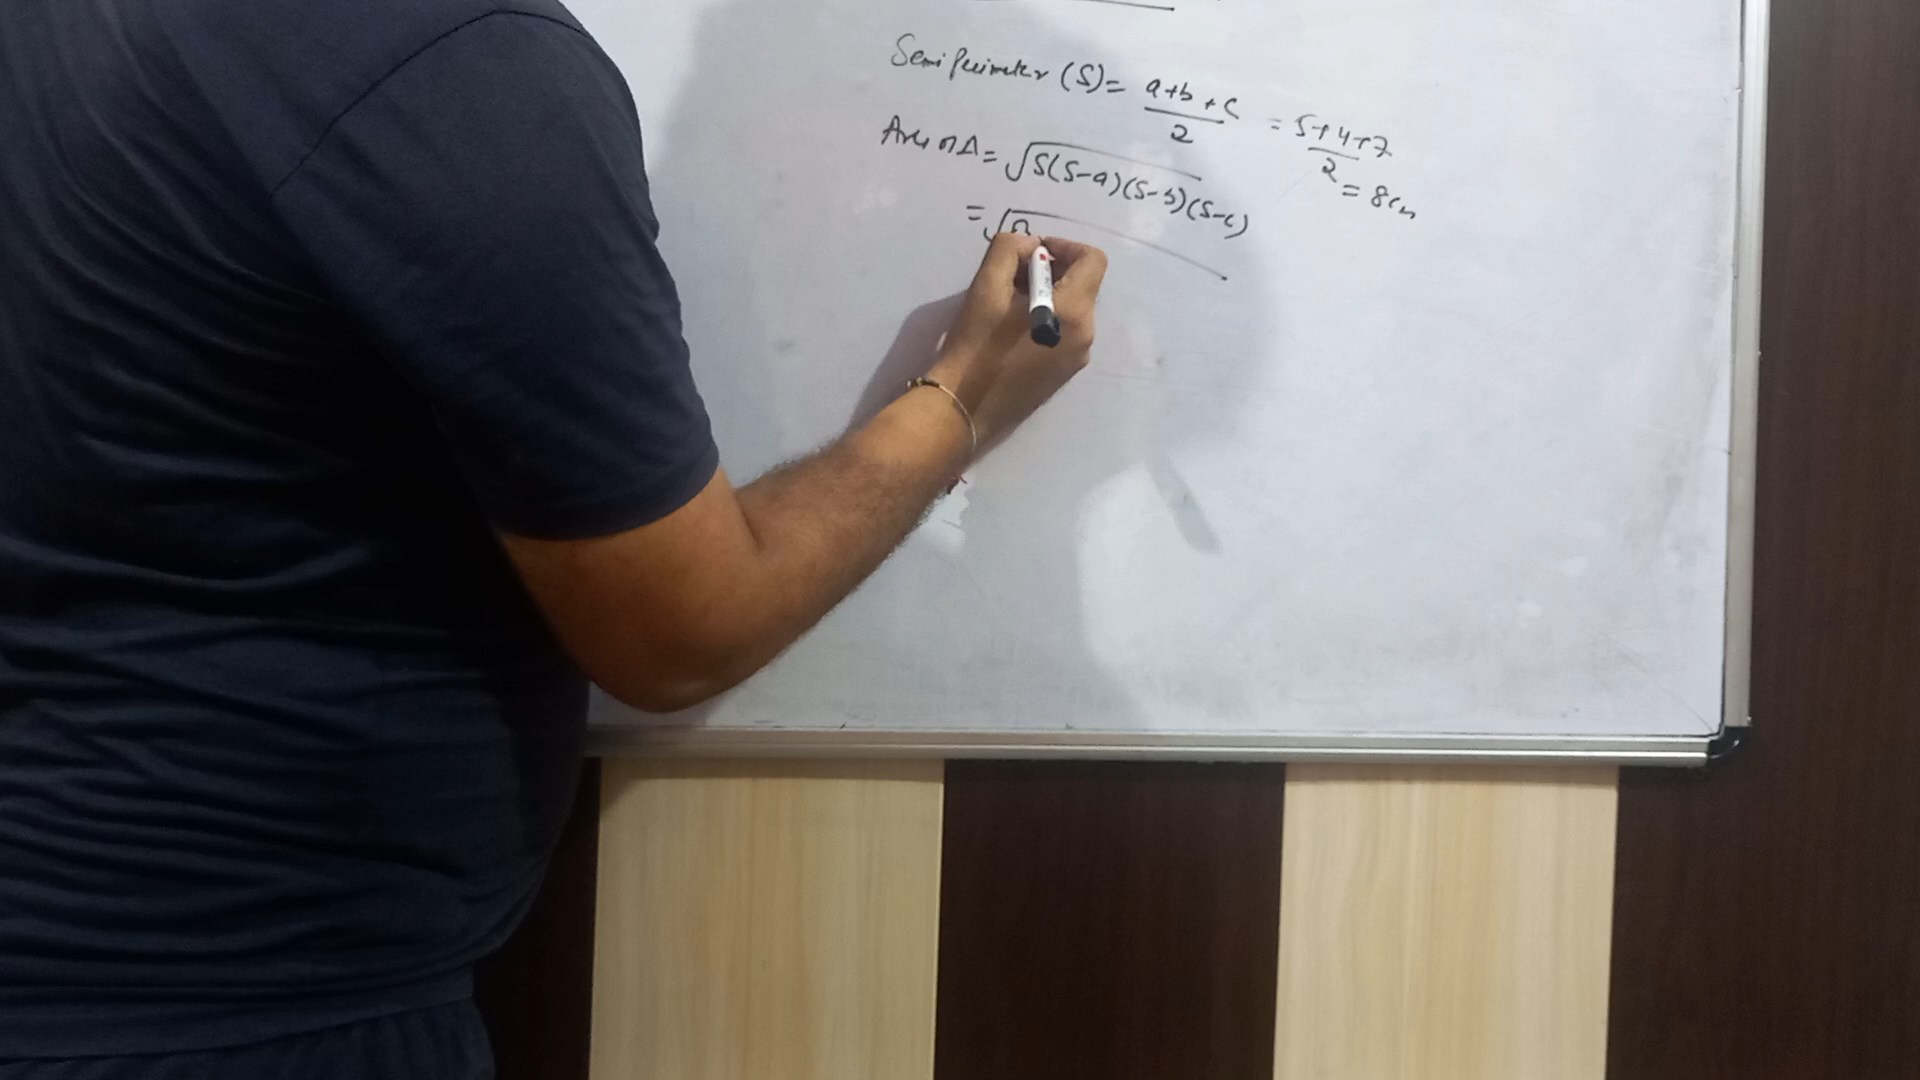 Semi Perimeter (S) = a+b+c/2 = 5+4+7/2 = 8cm
Area of Δ = √S(S-a)(S-b)(S-c)
= √8